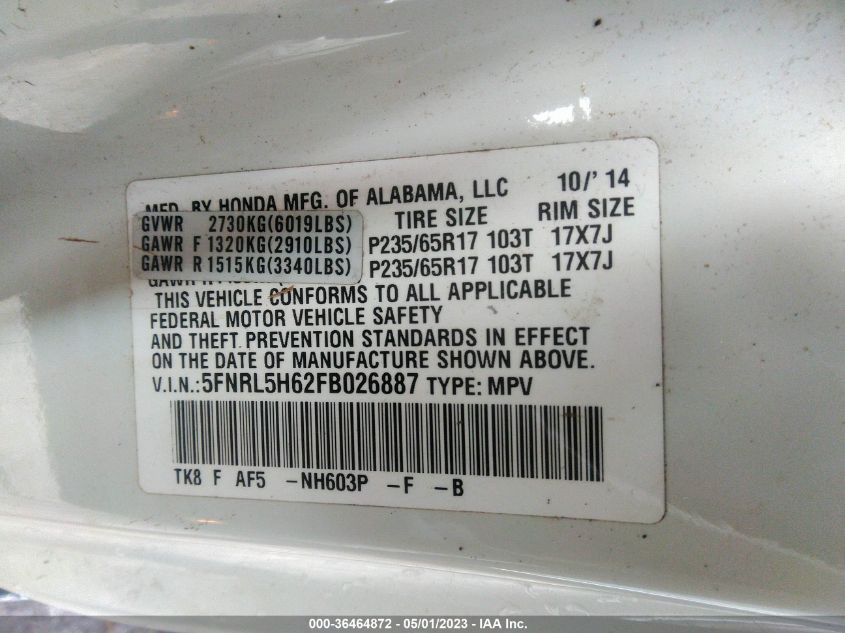 MFD. BY HONDA MFG. OF ALABAMA, LLC 10/'14
GVWR 2730KG(6019LBS) TIRE SIZE RIM SIZE
GAWR F 1320KG(2910LBS) P235/65R17 103T 17X7J
GAWR R 1515KG(3340LBS) P235/65R17 103T 17X7J
GAWR R
THIS VEHICLE CONFORMS TO ALL APPLICABLE
FEDERAL MOTOR VEHICLE SAFETY
AND THEFT PREVENTION STANDARDS IN EFFECT
ON THE DATE OF MANUFACTURE SHOWN ABOVE.
V.I.N.:5FNRL5H62FB026887 TYPE: MPV
TK8 F AF5 -NH603P -F -B
000-36464872 - 05/01/2023 - IAA Inc.